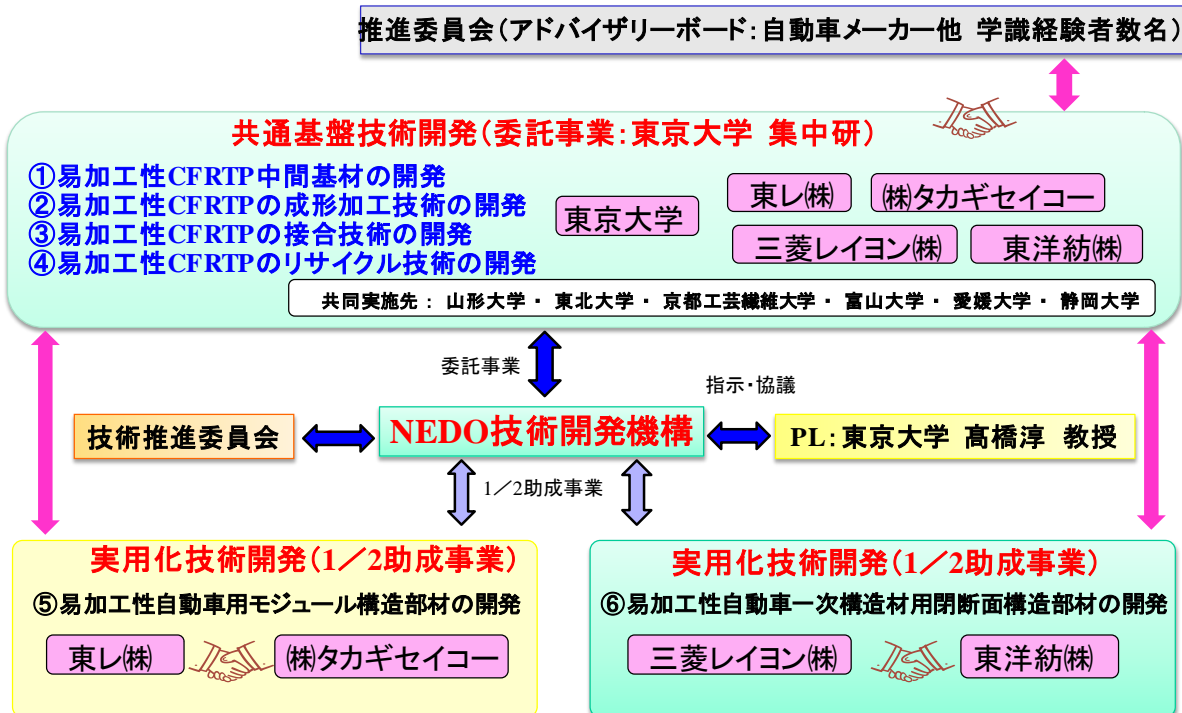 推進委員会(アドバイザリーボード:自動車メーカー他 学識経験者数名)
共通基盤技術開発(委託事業:東京大学 集中研)
①易加工性CFRTP中間基材の開発
②易加工性CFRTPの成形加工技術の開発
③易加工性CFRTPの接合技術の開発
④易加工性CFRTPのリサイクル技術の開発
東京大学
東レ㈱
㈱タカギセイコー
三菱レイヨン㈱
東洋紡㈱
共同実施先 : 山形大学・ 東北大学・ 京都工芸繊維大学・ 富山大学・ 愛媛大学・ 静岡大学
委託事業
指示・協議
技術推進委員会
NEDO技術開発機構
PL:東京大学 髙橋淳 教授
1/2助成事業
実用化技術開発(1/2助成事業)
⑤易加工性自動車用モジュール構造部材の開発
東レ㈱
㈱タカギセイコー
実用化技術開発(1/2助成事業)
⑥易加工性自動車一次構造材用閉断面構造部材の開発
三菱レイヨン㈱
東洋紡㈱